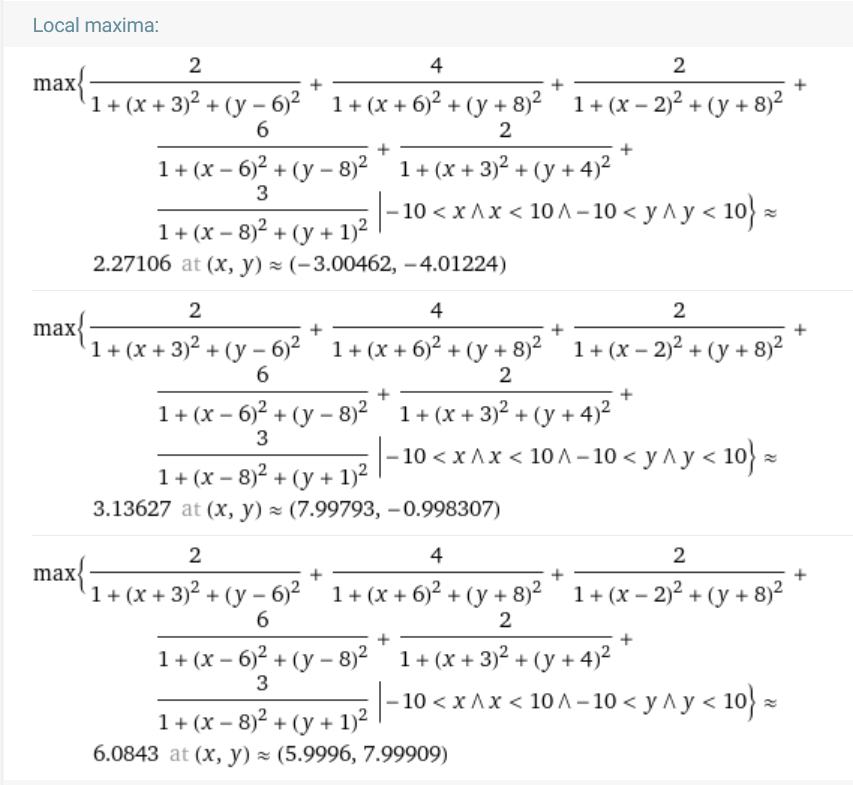 Local maxima:
max{2/(1 + (x + 3)² + (y – 6)²) + 4/(1 + (x + 6)² + (y + 8)²) + 2/(1 + (x – 2)² + (y + 8)²) +
6/(1 + (x – 6)² + (y – 8)²) + 2/(1 + (x + 3)² + (y + 4)²) +
3/(1 + (x – 8)² + (y + 1)²) | –10 < x ∧ x < 10 ∧ –10 < y ∧ y < 10} ≈
2.27106 at (x, y) ≈ (–3.00462, –4.01224)
max{2/(1 + (x + 3)² + (y – 6)²) + 4/(1 + (x + 6)² + (y + 8)²) + 2/(1 + (x – 2)² + (y + 8)²) +
6/(1 + (x – 6)² + (y – 8)²) + 2/(1 + (x + 3)² + (y + 4)²) +
3/(1 + (x – 8)² + (y + 1)²) | –10 < x ∧ x < 10 ∧ –10 < y ∧ y < 10} ≈
3.13627 at (x, y) ≈ (7.99793, –0.998307)
max{2/(1 + (x + 3)² + (y – 6)²) + 4/(1 + (x + 6)² + (y + 8)²) + 2/(1 + (x – 2)² + (y + 8)²) +
6/(1 + (x – 6)² + (y – 8)²) + 2/(1 + (x + 3)² + (y + 4)²) +
3/(1 + (x – 8)² + (y + 1)²) | –10 < x ∧ x < 10 ∧ –10 < y ∧ y < 10} ≈
6.0843 at (x, y) ≈ (5.9996, 7.99909)